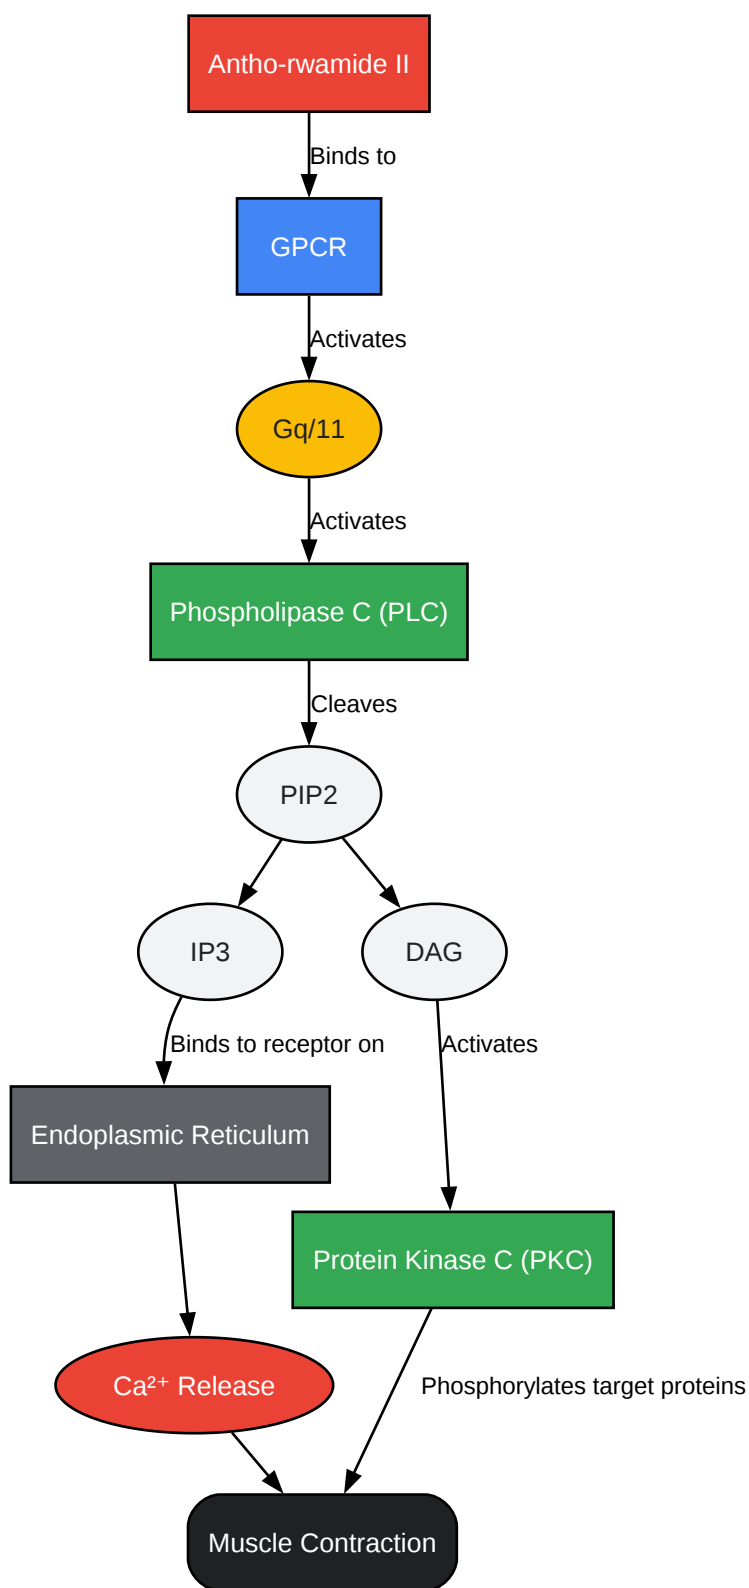 Antho-rwamide II
Binds to
GPCR
Activates
Gq/11
Activates
Phospholipase C (PLC)
Cleaves
PIP2
IP3
DAG
Binds to receptor on
Activates
Endoplasmic Reticulum
Protein Kinase C (PKC)
Ca²⁺ Release
Phosphorylates target proteins
Muscle Contraction